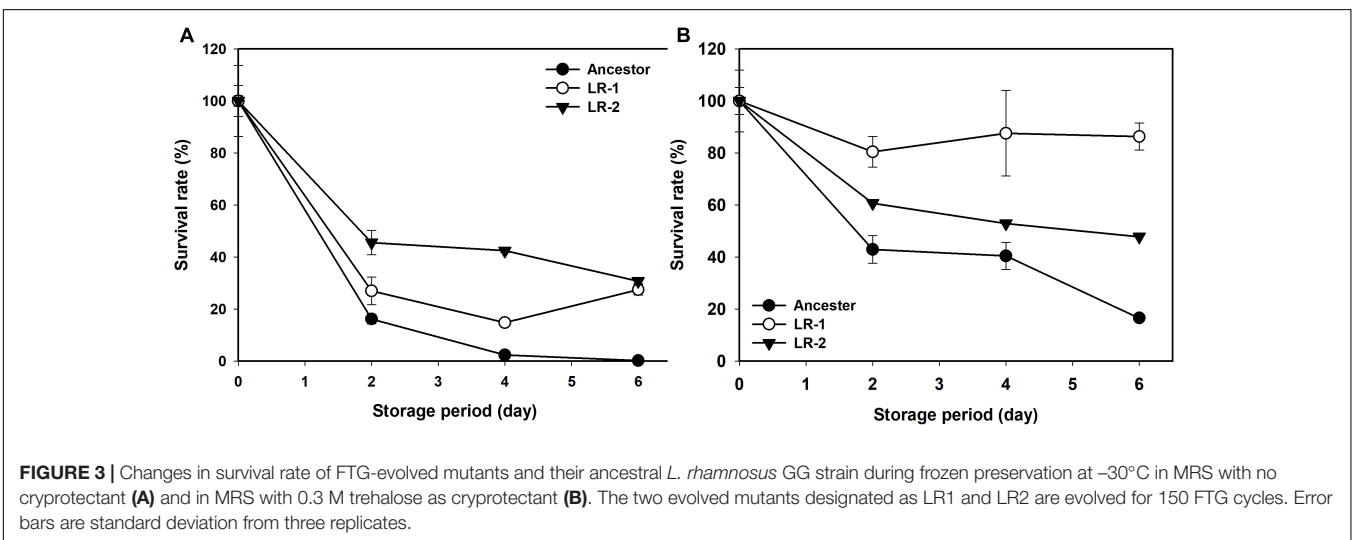 A
120
100
80
60
40
20
0
Survival rate (%)
0 1 2 3 4 5 6
Storage period (day)
Ancestor
LR-1
LR-2
B
120
100
80
60
40
20
0
Survival rate (%)
0 1 2 3 4 5 6
Storage period (day)
Ancester
LR-1
LR-2
FIGURE 3 | Changes in survival rate of FTG-evolved mutants and their ancestral L. rhamnosus GG strain during frozen preservation at –30°C in MRS with no
cryprotectant (A) and in MRS with 0.3 M trehalose as cryprotectant (B). The two evolved mutants designated as LR1 and LR2 are evolved for 150 FTG cycles. Error
bars are standard deviation from three replicates.